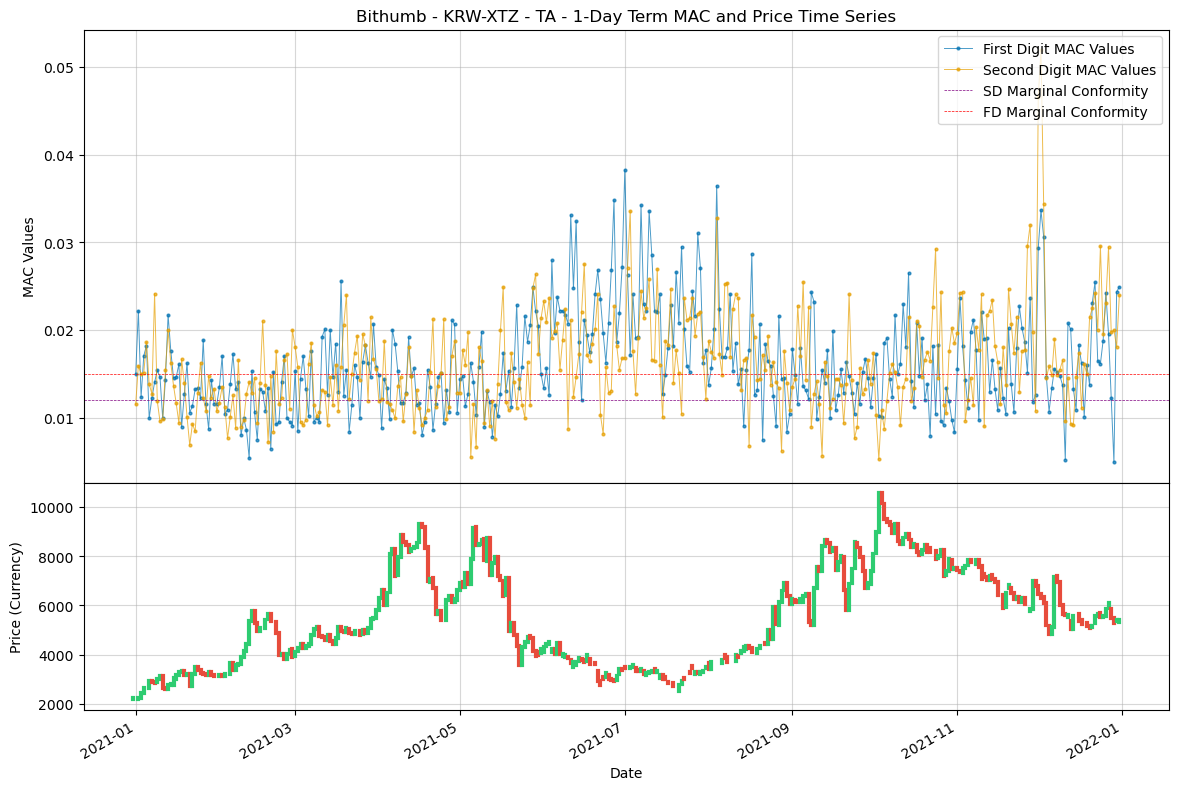 Bithumb - KRW-XTZ - TA - 1-Day Term MAC and Price Time Series
First Digit MAC Values
Second Digit MAC Values
SD Marginal Conformity
FD Marginal Conformity
0.05
0.04
0.03
0.02
0.01
MAC Values
10000
8000
6000
4000
2000
Price (Currency)
2021-01
2021-03
2021-05
2021-07
2021-09
2021-11
2022-01
Date